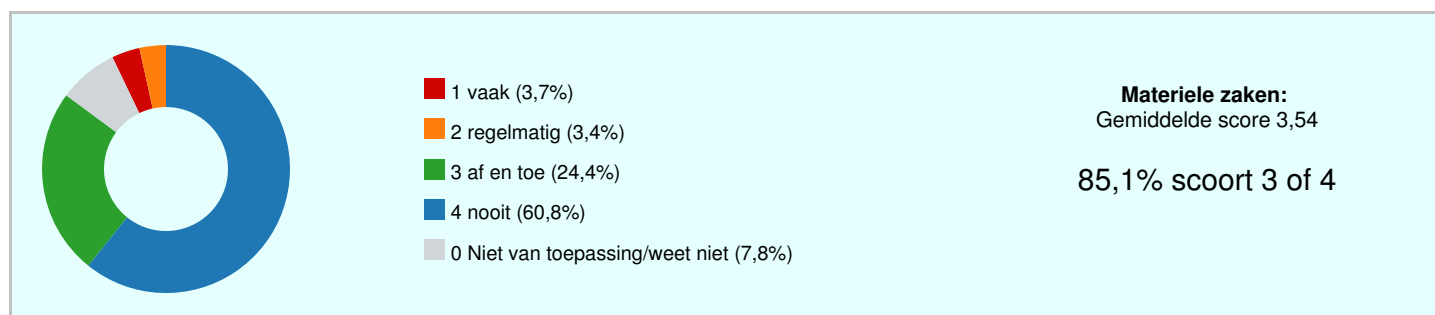 1 vaak (3,7%)
2 regelmatig (3,4%)
3 af en toe (24,4%)
4 nooit (60,8%)
0 Niet van toepassing/weet niet (7,8%)
Materiele zaken:
Gemiddelde score 3,54
85,1% scoort 3 of 4